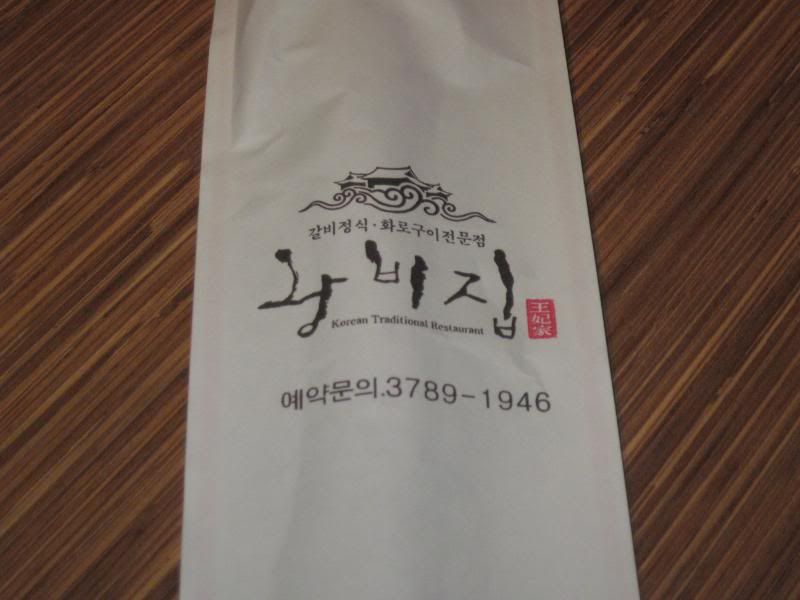 갈비정식·화로구이전문점
왕비집
Korean Traditional Restaurant
王妃家
예약문의.3789-1946